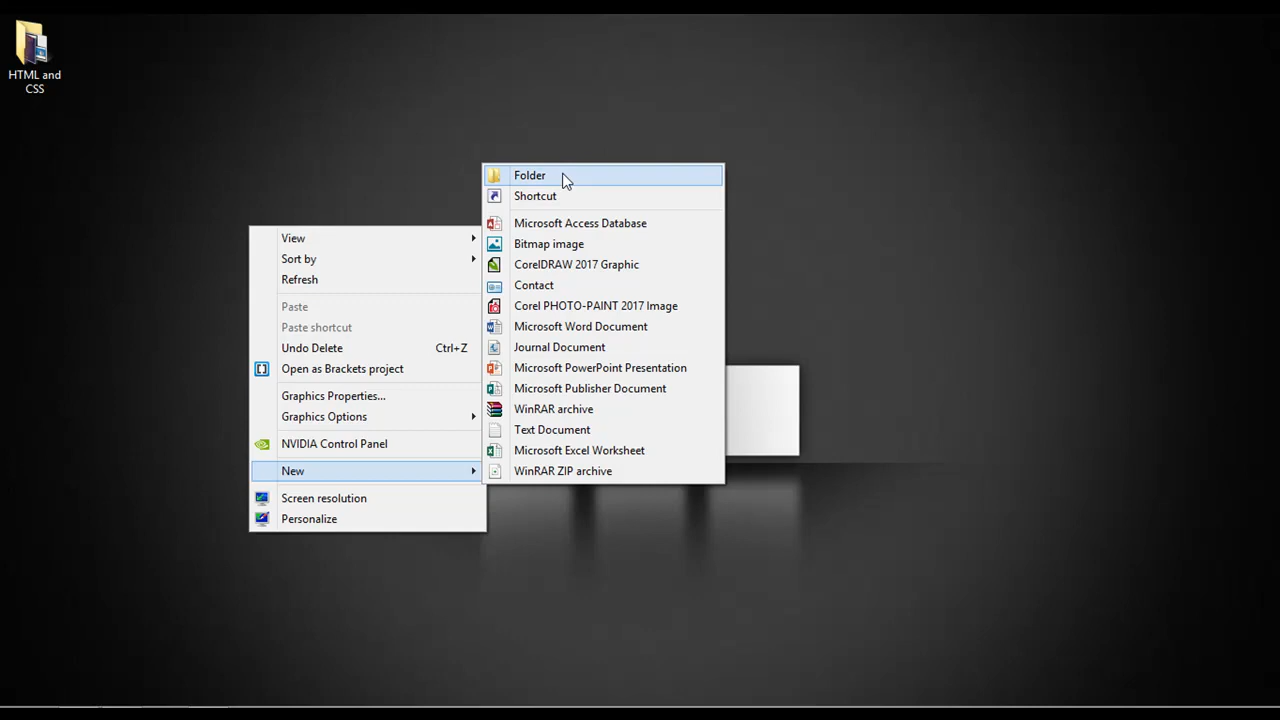 HTML and
CSS
View
Sort by
Refresh
Paste
Paste shortcut
Undo Delete Ctrl+Z
Open as Brackets project
Graphics Properties...
Graphics Options
NVIDIA Control Panel
New
Screen resolution
Personalize
Folder
Shortcut
Microsoft Access Database
Bitmap image
CorelDRAW 2017 Graphic
Contact
Corel PHOTO-PAINT 2017 Image
Microsoft Word Document
Journal Document
Microsoft PowerPoint Presentation
Microsoft Publisher Document
WinRAR archive
Text Document
Microsoft Excel Worksheet
WinRAR ZIP archive